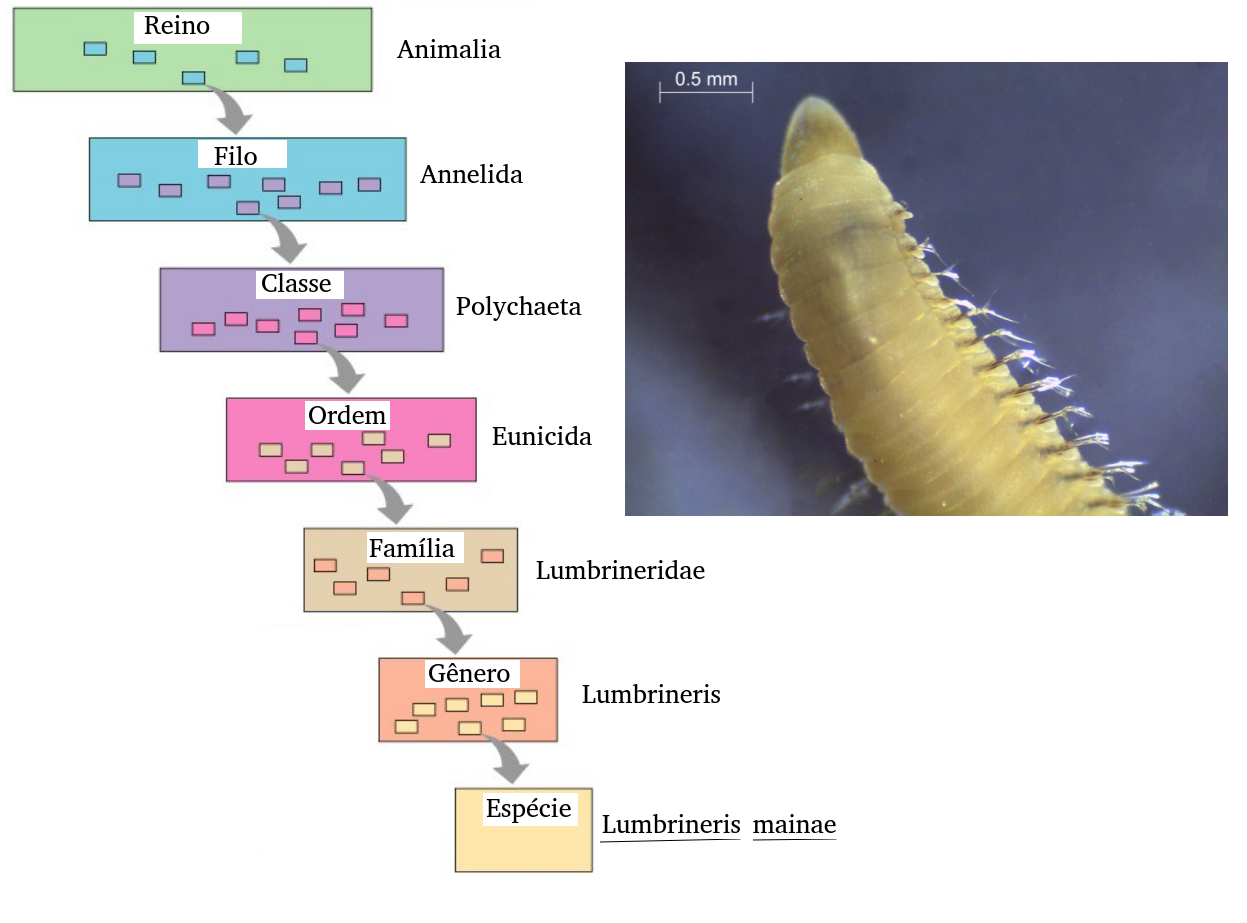 Reino
Animalia
0.5 mm
Filo
Annelida
Classe
Polychaeta
Ordem
Eunicida
Família
Lumbrineridae
Gênero
Lumbrineris
Espécie
Lumbrineris mainae